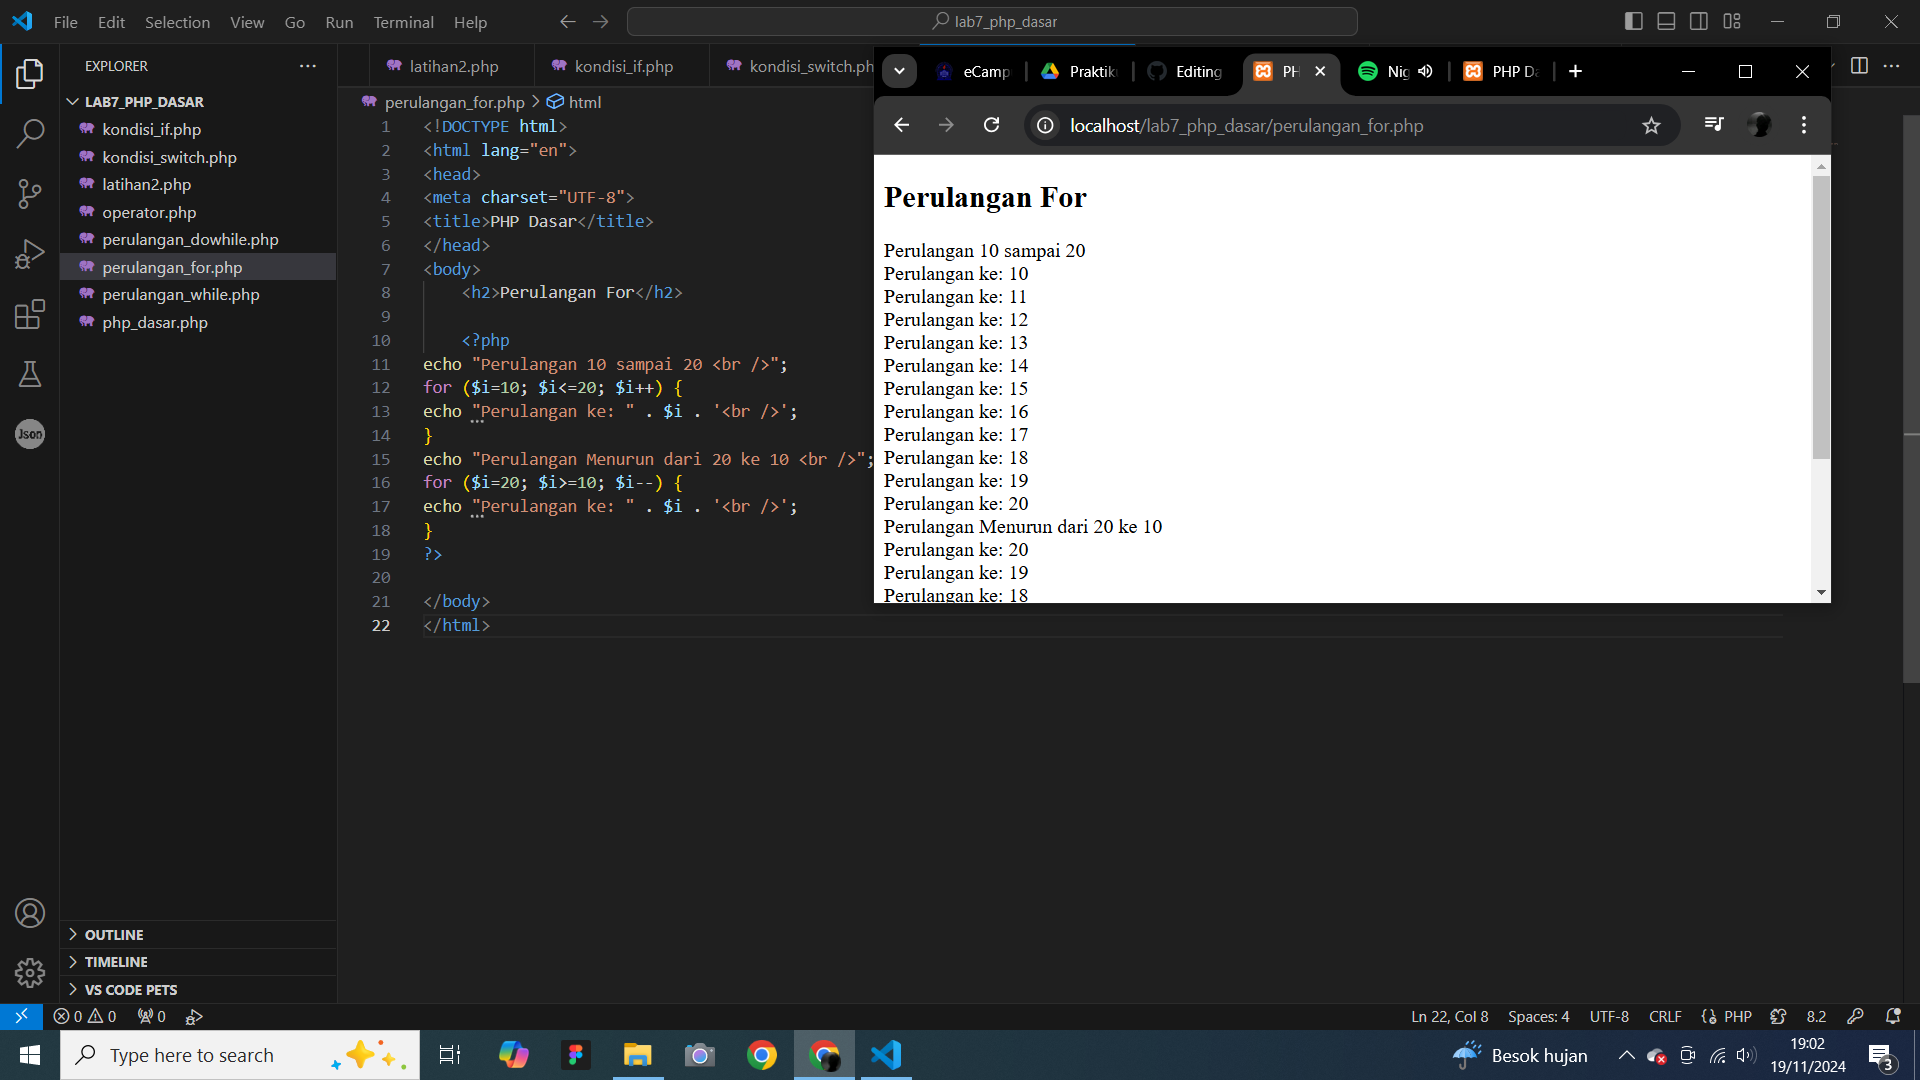 File Edit Selection View Go Run Terminal Help
lab7_php_dasar
EXPLORER
LAB7_PHP_DASAR
kondisi_if.php
kondisi_switch.php
latihan2.php
operator.php
perulangan_dowhile.php
perulangan_for.php
perulangan_while.php
php_dasar.php
OUTLINE
TIMELINE
VS CODE PETS
latihan2.php kondisi_if.php kondisi_switch.ph
perulangan_for.php > html
1 <!DOCTYPE html>
2 <html lang="en">
3 <head>
4 <meta charset="UTF-8">
5 <title>PHP Dasar</title>
6 </head>
7 <body>
8 <h2>Perulangan For</h2>
9
10 <?php
11 echo "Perulangan 10 sampai 20 <br />";
12 for ($i=10; $i<=20; $i++) {
13 echo "Perulangan ke: " . $i . '<br />';
14 }
15 echo "Perulangan Menurun dari 20 ke 10 <br />";
16 for ($i=20; $i>=10; $i--) {
17 echo "Perulangan ke: " . $i . '<br />';
18 }
19 ?>
20
21 </body>
22 </html>
eCamp Praktik Editing PH Nig PHP Da
localhost/lab7_php_dasar/perulangan_for.php
Perulangan For
Perulangan 10 sampai 20
Perulangan ke: 10
Perulangan ke: 11
Perulangan ke: 12
Perulangan ke: 13
Perulangan ke: 14
Perulangan ke: 15
Perulangan ke: 16
Perulangan ke: 17
Perulangan ke: 18
Perulangan ke: 19
Perulangan ke: 20
Perulangan Menurun dari 20 ke 10
Perulangan ke: 20
Perulangan ke: 19
Perulangan ke: 18
Json
0 0 0
Ln 22, Col 8 Spaces: 4 UTF-8 CRLF PHP 8.2
Type here to search
Besok hujan
19:02
19/11/2024
3